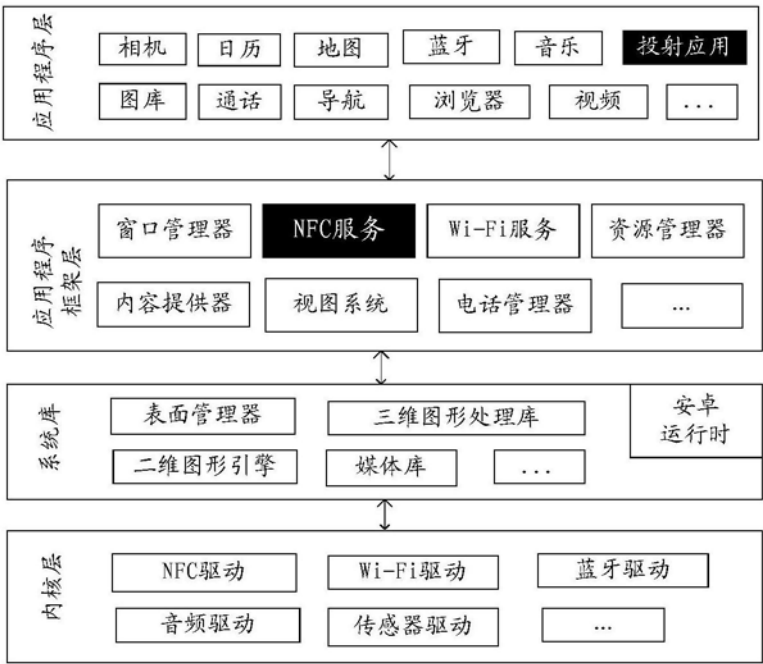 应用程序层
相机 日历 地图 蓝牙 音乐 投射应用
图库 通话 导航 浏览器 视频 ...
应用程序
框架层
窗口管理器 NFC服务 Wi-Fi服务 资源管理器
内容提供器 视图系统 电话管理器 ...
系统库
表面管理器 三维图形处理库
二维图形引擎 媒体库 ...
安卓
运行时
内核层
NFC驱动 Wi-Fi驱动 蓝牙驱动
音频驱动 传感器驱动 ...